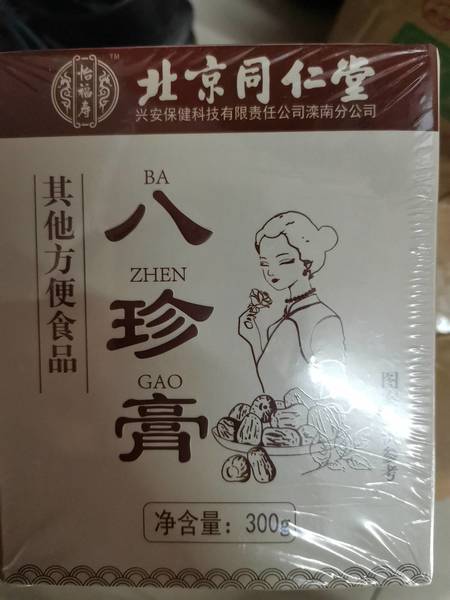 怡福寿
TM
北京同仁堂
兴安保健科技有限责任公司滦南分公司
其他方便食品
BA
八
ZHEN
珍
GAO
膏
净含量：300g